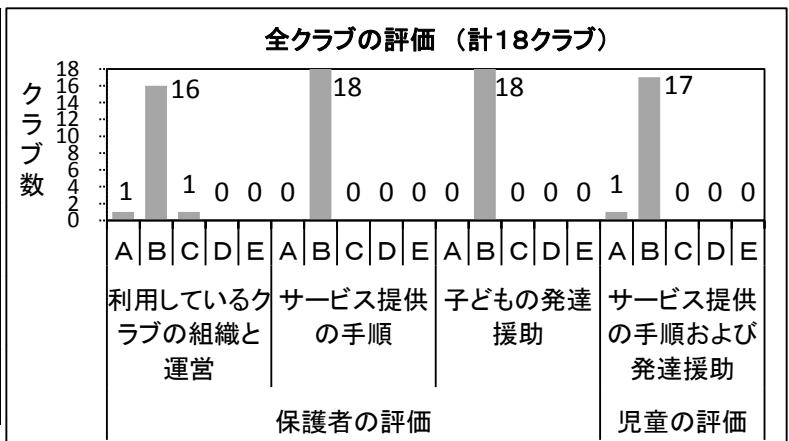 全クラブの評価 （計18クラブ）
クラブ数
18
16
14
12
10
8
6
4
2
0
1 16 1 0 0 0 18 0 0 0 0 18 0 0 0 1 17 0 0 0
A B C D E A B C D E A B C D E A B C D E
利用しているク
ラブの組織と
運営
サービス提供
の手順
子どもの発達
援助
サービス提供
の手順および
発達援助
保護者の評価
児童の評価